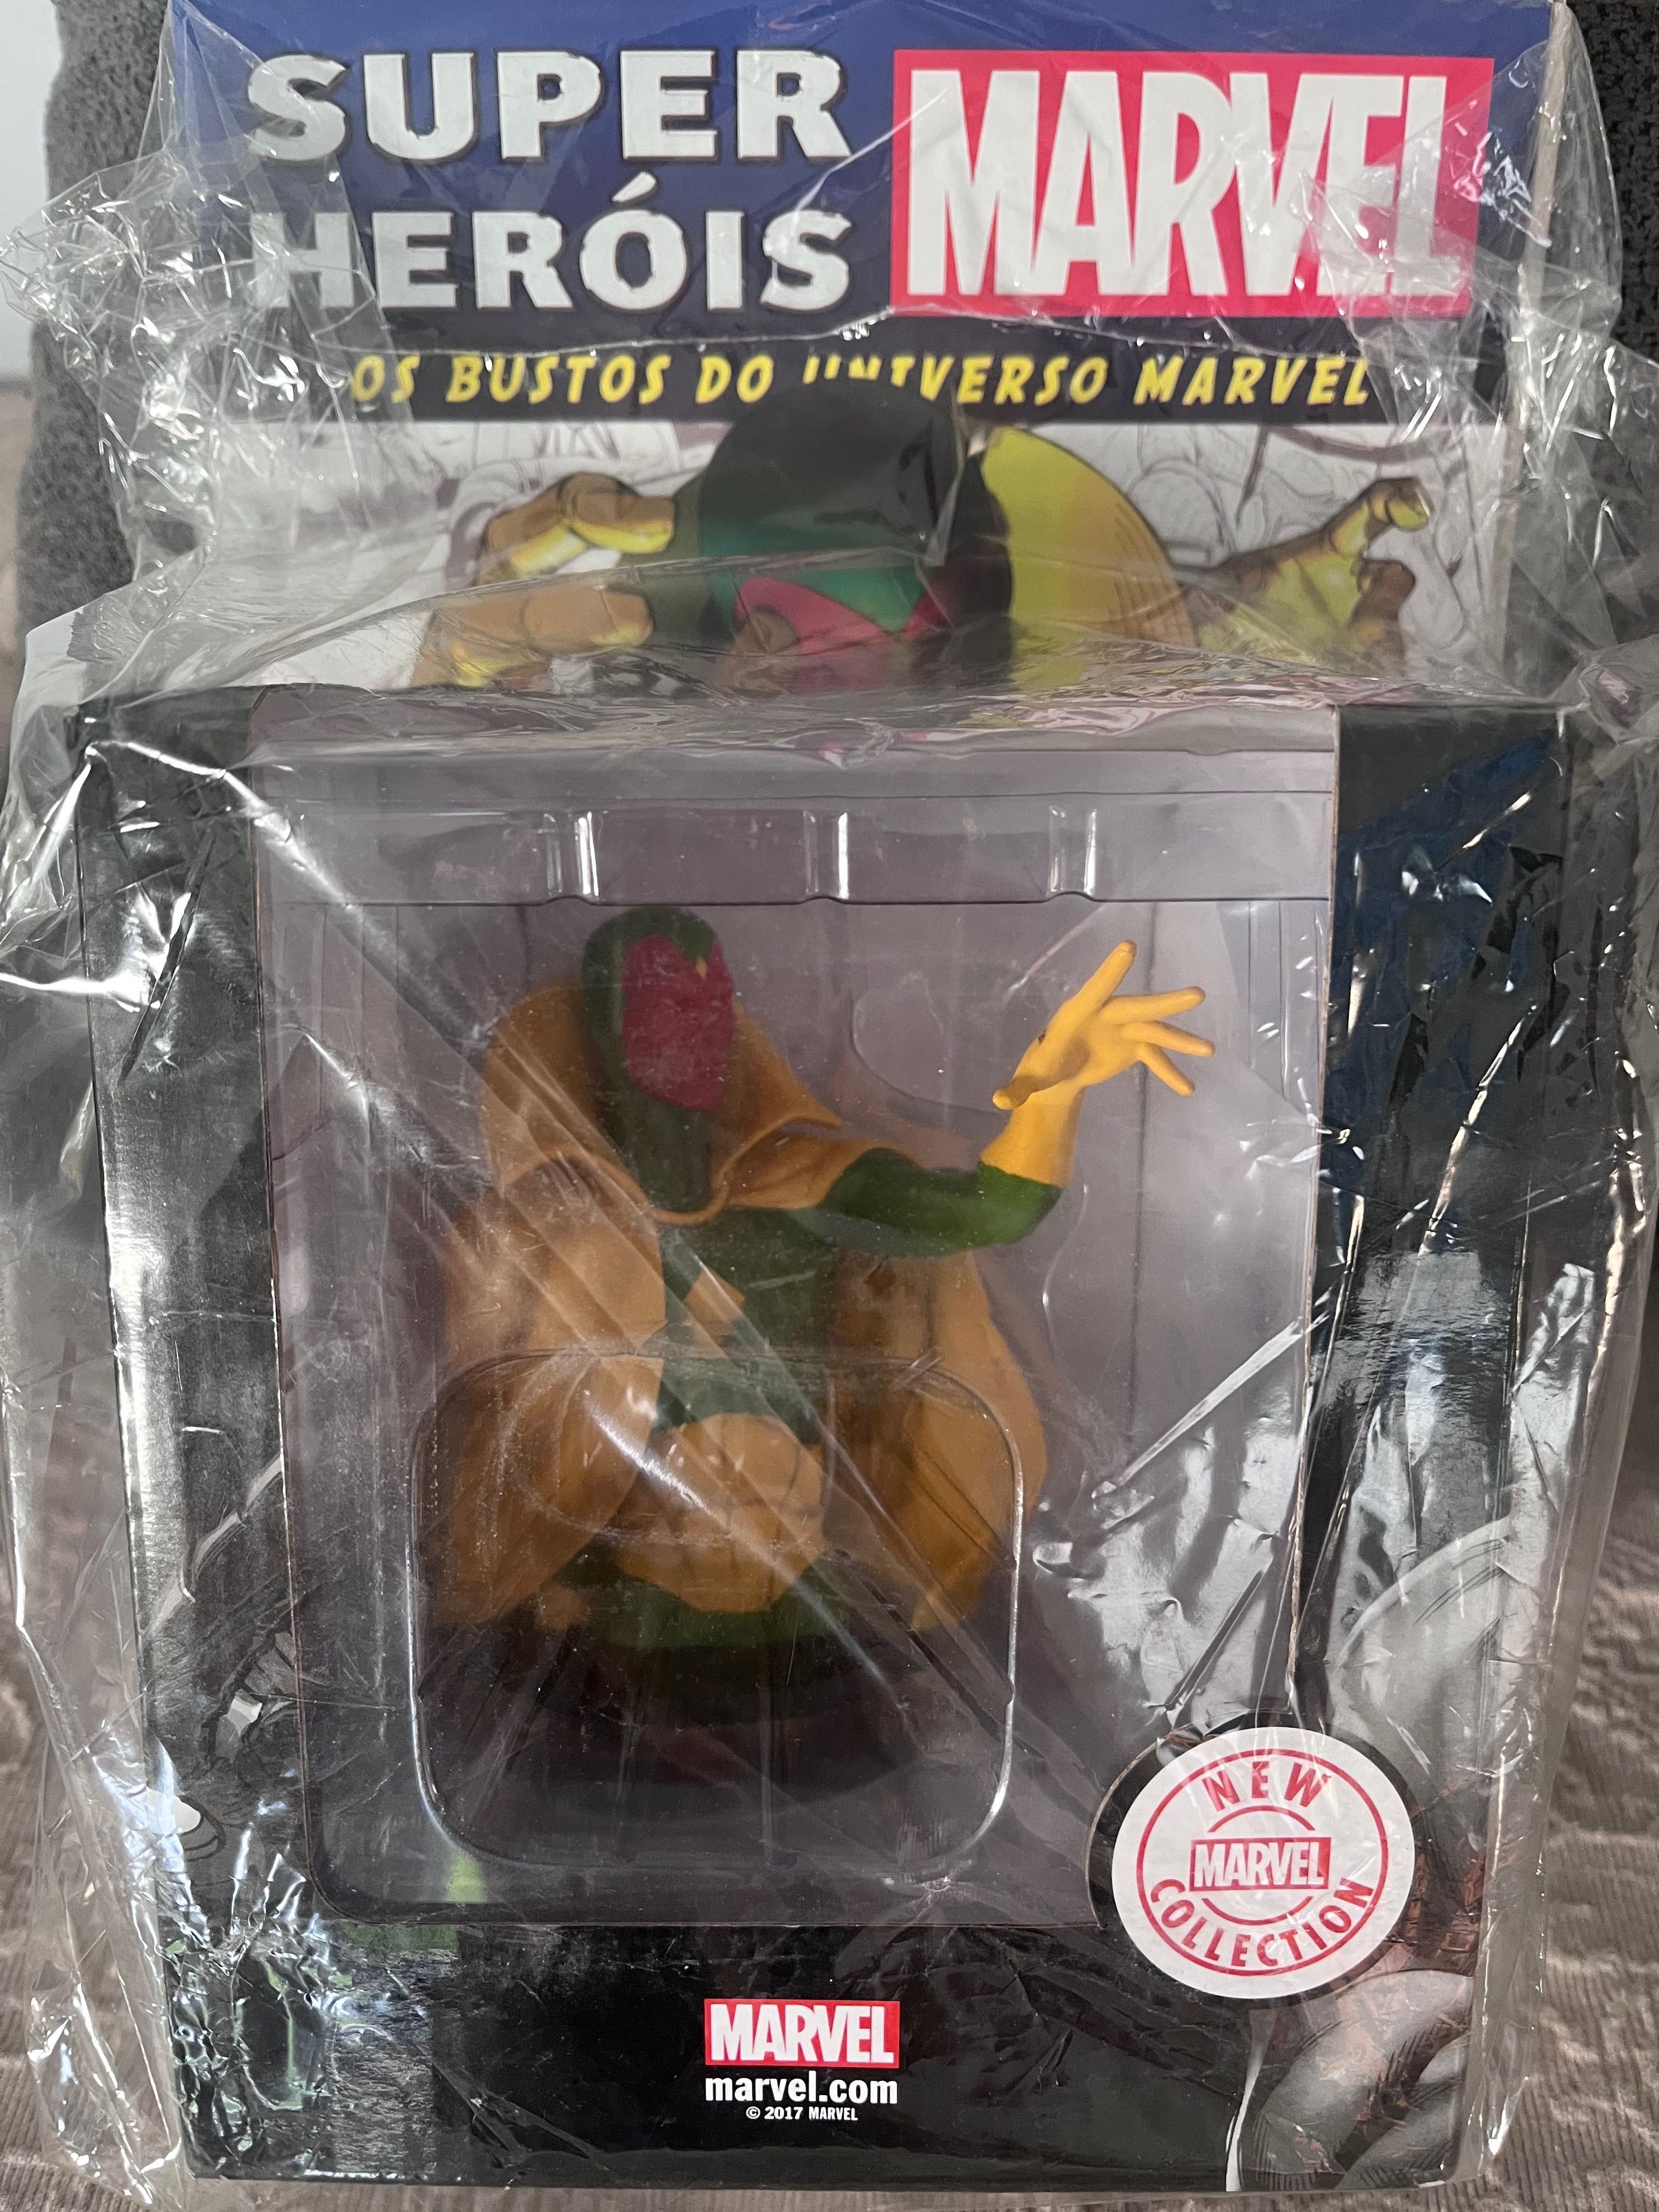 SUPER
HERÓIS
MARVEL
OS BUSTOS DO UNIVERSO MARVEL
NEW
MARVEL
COLLECTION
MARVEL
marvel.com
© 2017 MARVEL